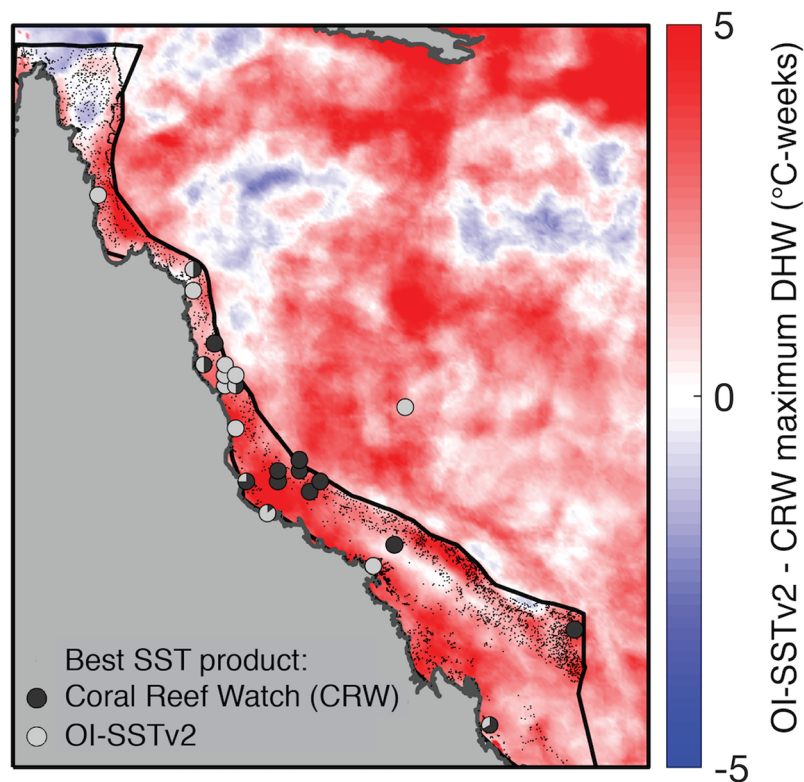 5
0
-5
OI-SSTv2 - CRW maximum DHW (°C-weeks)
Best SST product:
Coral Reef Watch (CRW)
OI-SSTv2